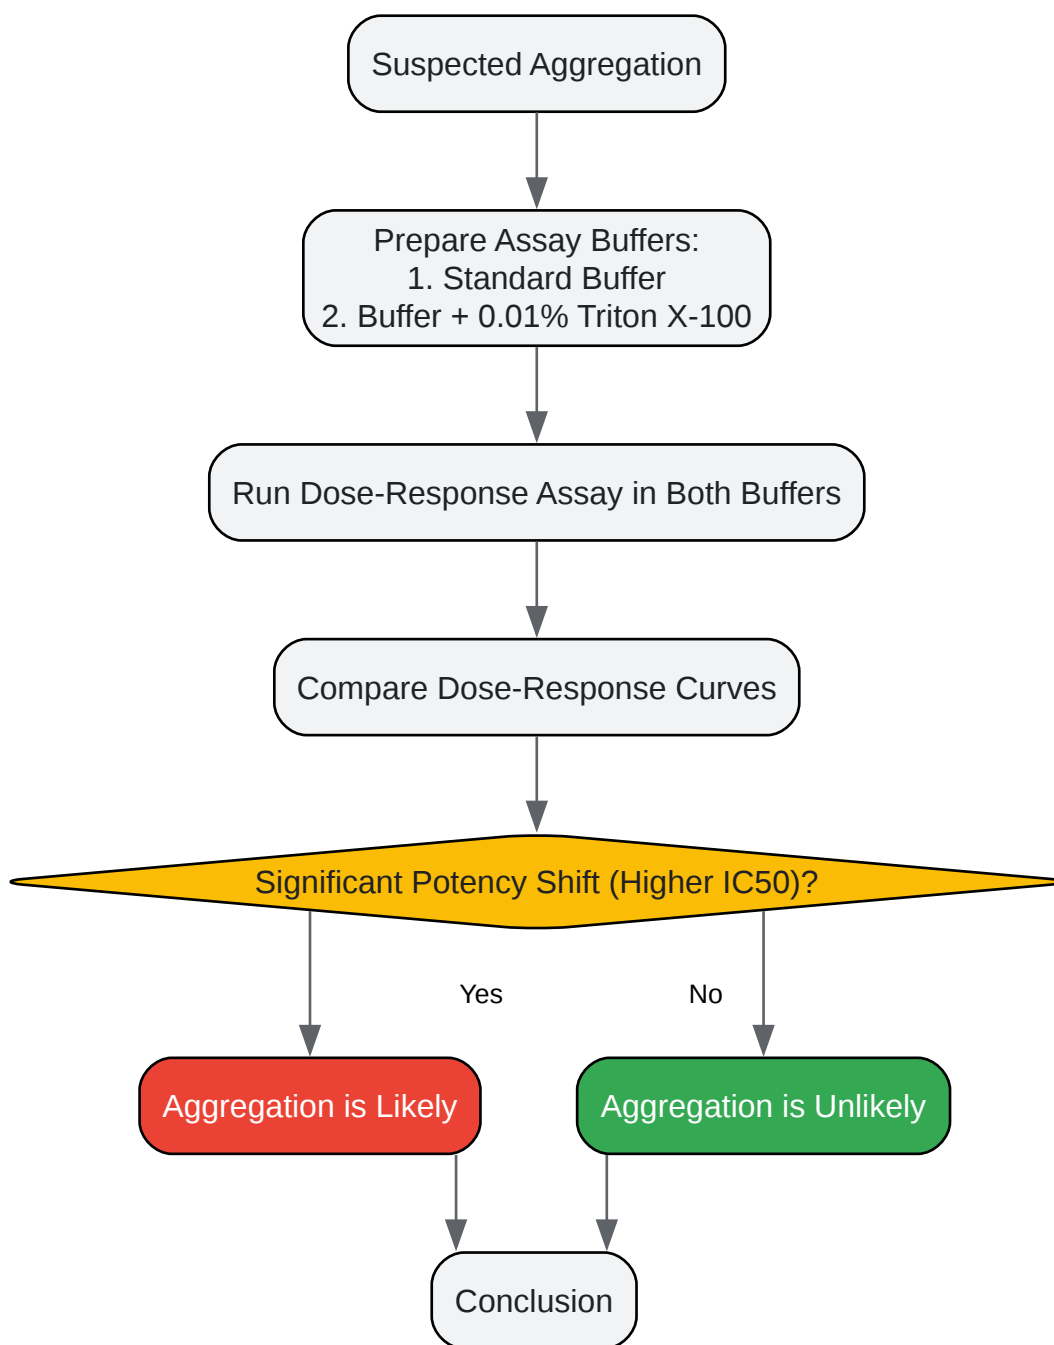 Suspected Aggregation
Prepare Assay Buffers:
1. Standard Buffer
2. Buffer + 0.01% Triton X-100
Run Dose-Response Assay in Both Buffers
Compare Dose-Response Curves
Significant Potency Shift (Higher IC50)?
Yes
No
Aggregation is Likely
Aggregation is Unlikely
Conclusion